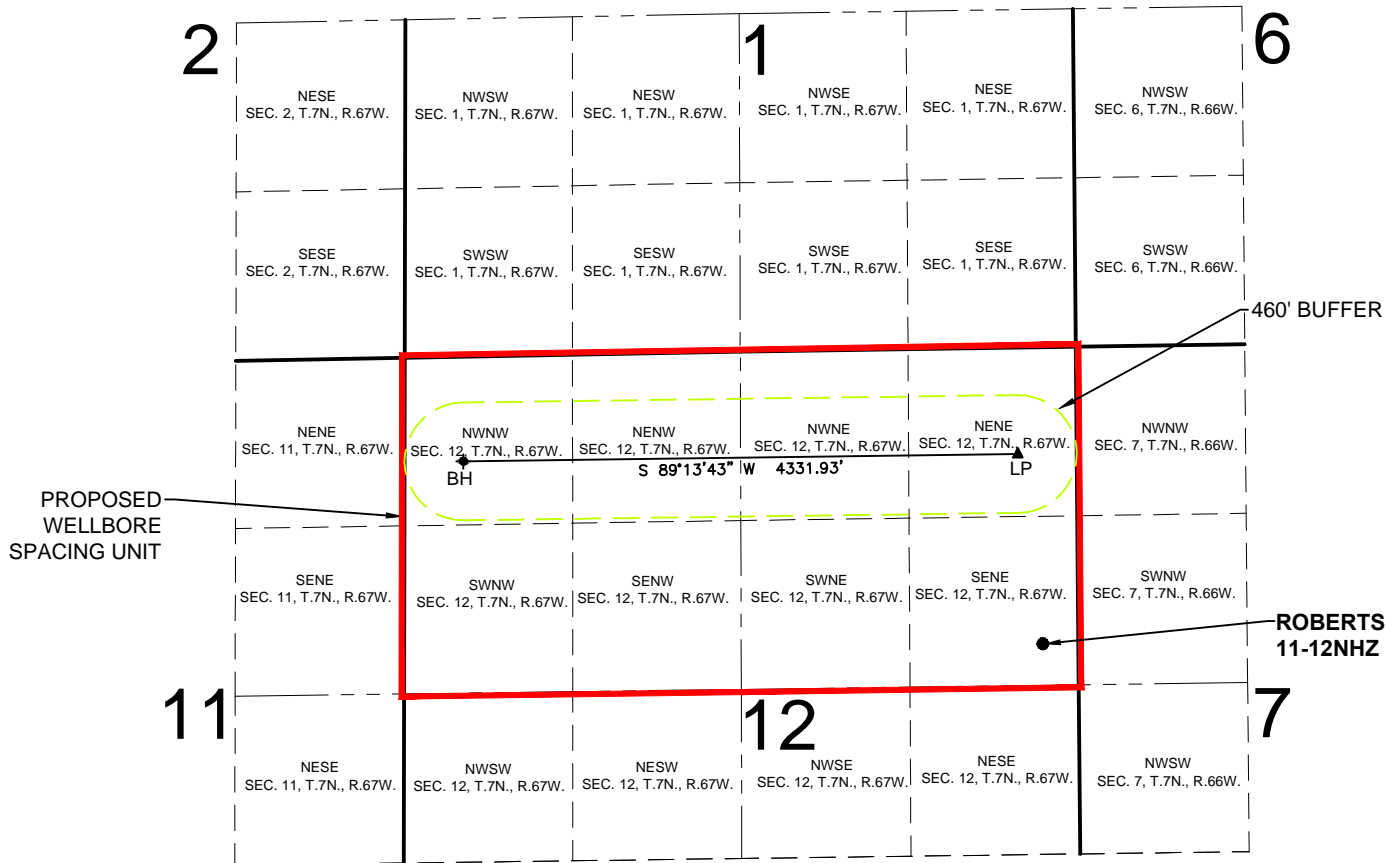 2
1
6
NESE
SEC. 2, T.7N., R.67W.
NWSW
SEC. 1, T.7N., R.67W.
NESW
SEC. 1, T.7N., R.67W.
NWSE
SEC. 1, T.7N., R.67W.
NESE
SEC. 1, T.7N., R.67W.
NWSW
SEC. 6, T.7N., R.66W.
SESE
SEC. 2, T.7N., R.67W.
SWSW
SEC. 1, T.7N., R.67W.
SESW
SEC. 1, T.7N., R.67W.
SWSE
SEC. 1, T.7N., R.67W.
SESE
SEC. 1, T.7N., R.67W.
SWSW
SEC. 6, T.7N., R.66W.
460' BUFFER
NENE
SEC. 11, T.7N., R.67W.
NWNW
SEC. 12, T.7N., R.67W.
NENW
SEC. 12, T.7N., R.67W.
NWNE
SEC. 12, T.7N., R.67W.
NENE
SEC. 12, T.7N., R.67W.
NWNW
SEC. 7, T.7N., R.66W.
BH
S 89°13'43" W 4331.93'
LP
PROPOSED
WELLBORE
SPACING UNIT
SENE
SEC. 11, T.7N., R.67W.
SWNW
SEC. 12, T.7N., R.67W.
SENW
SEC. 12, T.7N., R.67W.
SWNE
SEC. 12, T.7N., R.67W.
SENE
SEC. 12, T.7N., R.67W.
SWNW
SEC. 7, T.7N., R.66W.
ROBERTS
11-12NHZ
11
12
7
NESE
SEC. 11, T.7N., R.67W.
NWSW
SEC. 12, T.7N., R.67W.
NESW
SEC. 12, T.7N., R.67W.
NWSE
SEC. 12, T.7N., R.67W.
NESE
SEC. 12, T.7N., R.67W.
NWSW
SEC. 7, T.7N., R.66W.